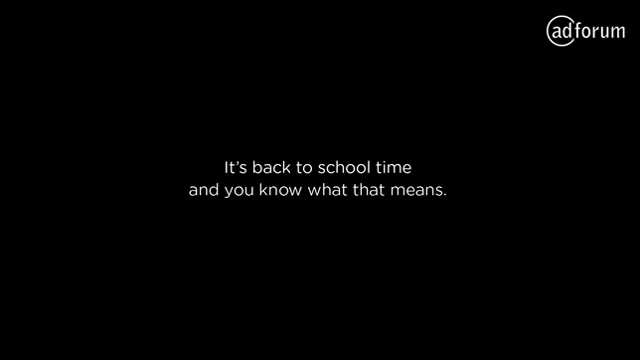 adforum
It's back to school time
and you know what that means.